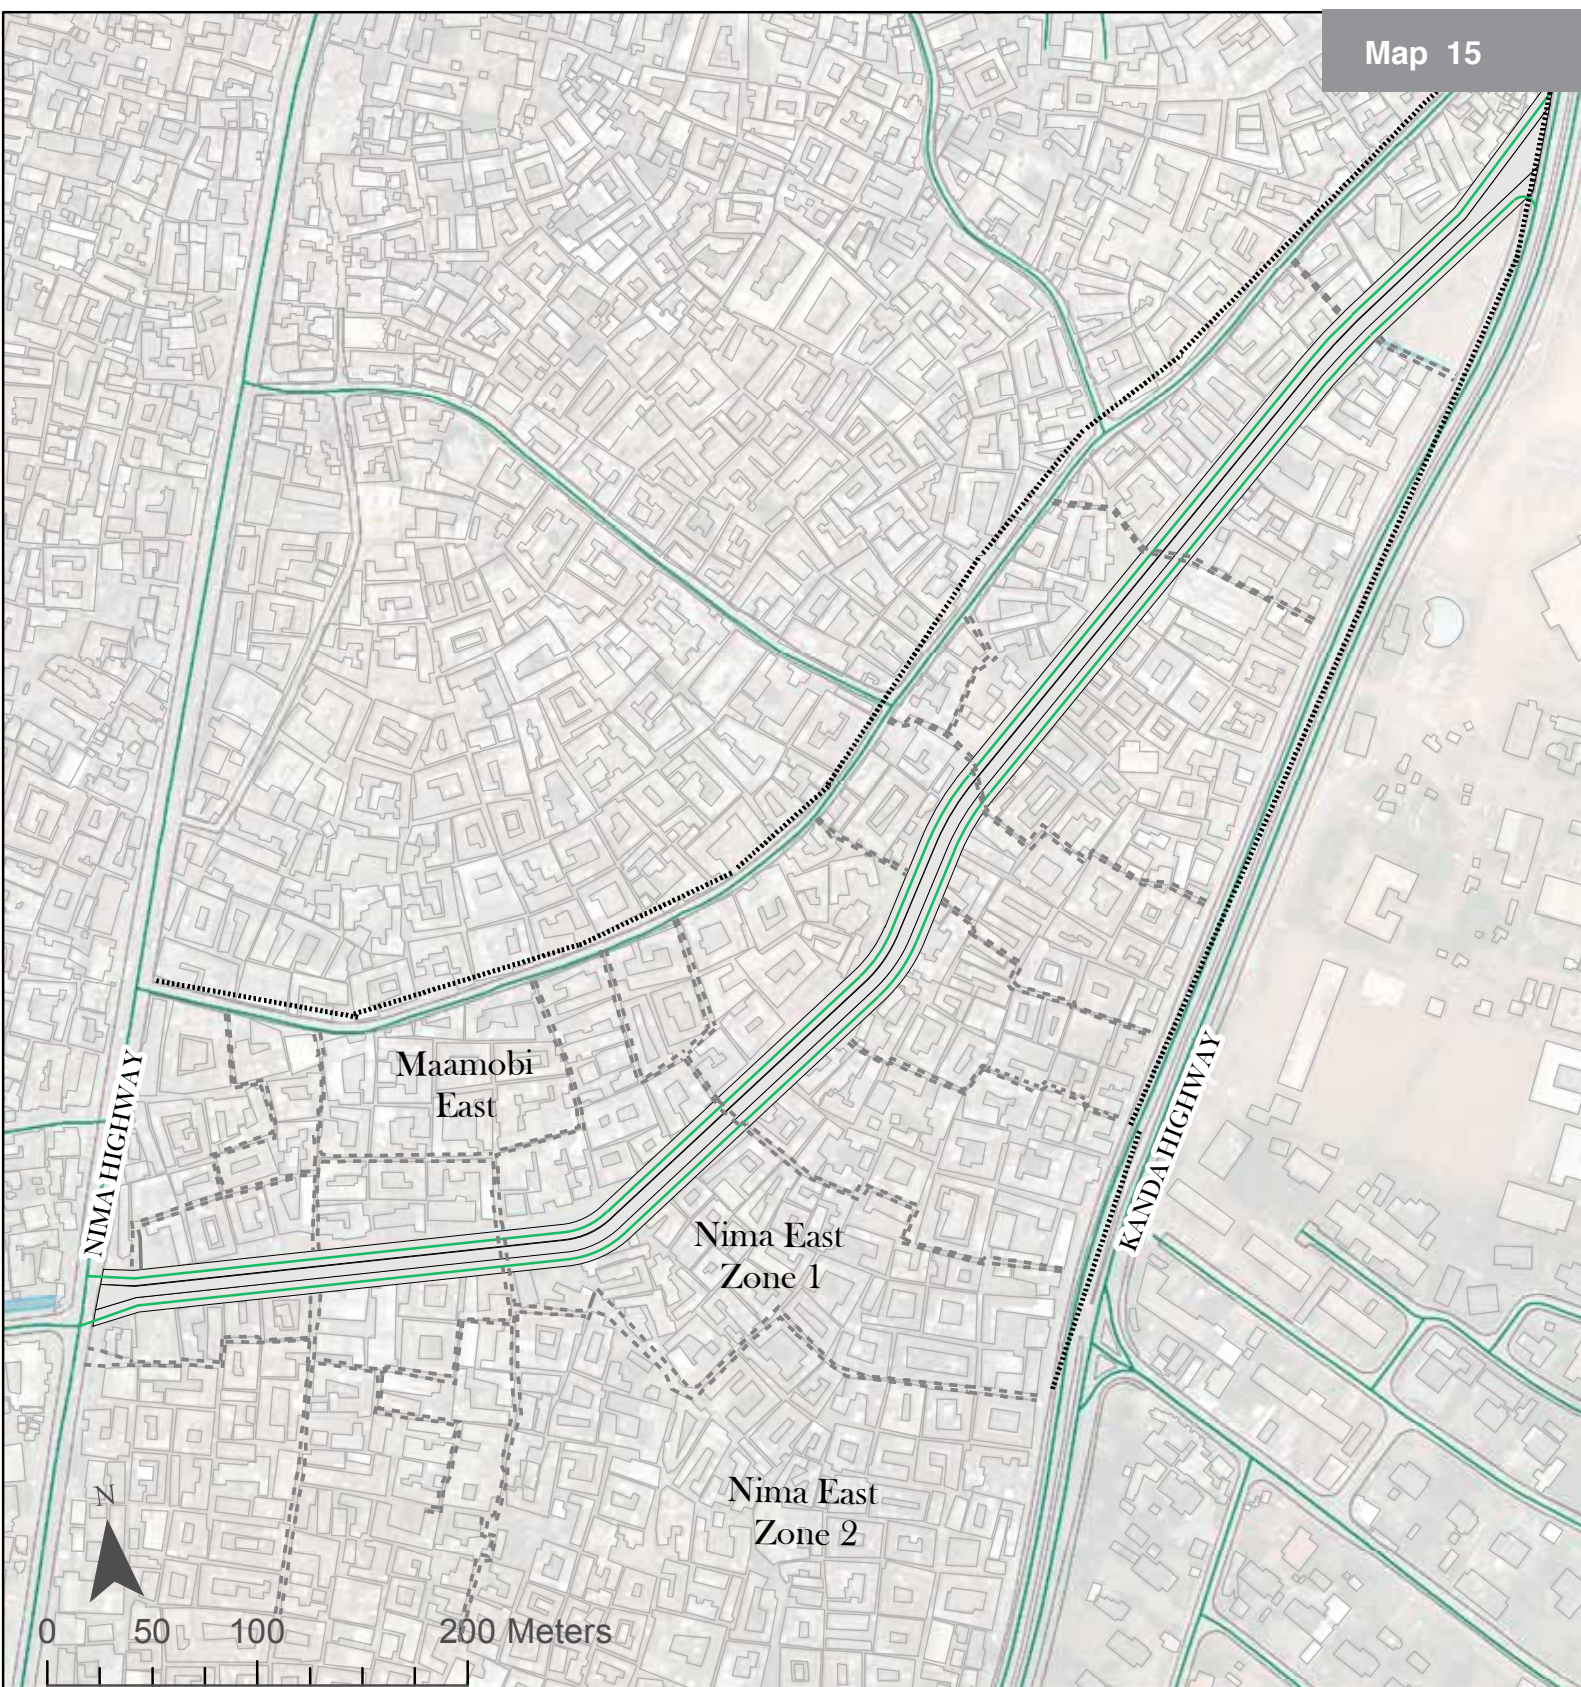 Map 15
NIMA HIGHWAY
Maamobi
East
KANDA HIGHWAY
Nima East
Zone 1
Nima East
Zone 2
N
0 50 100 200 Meters